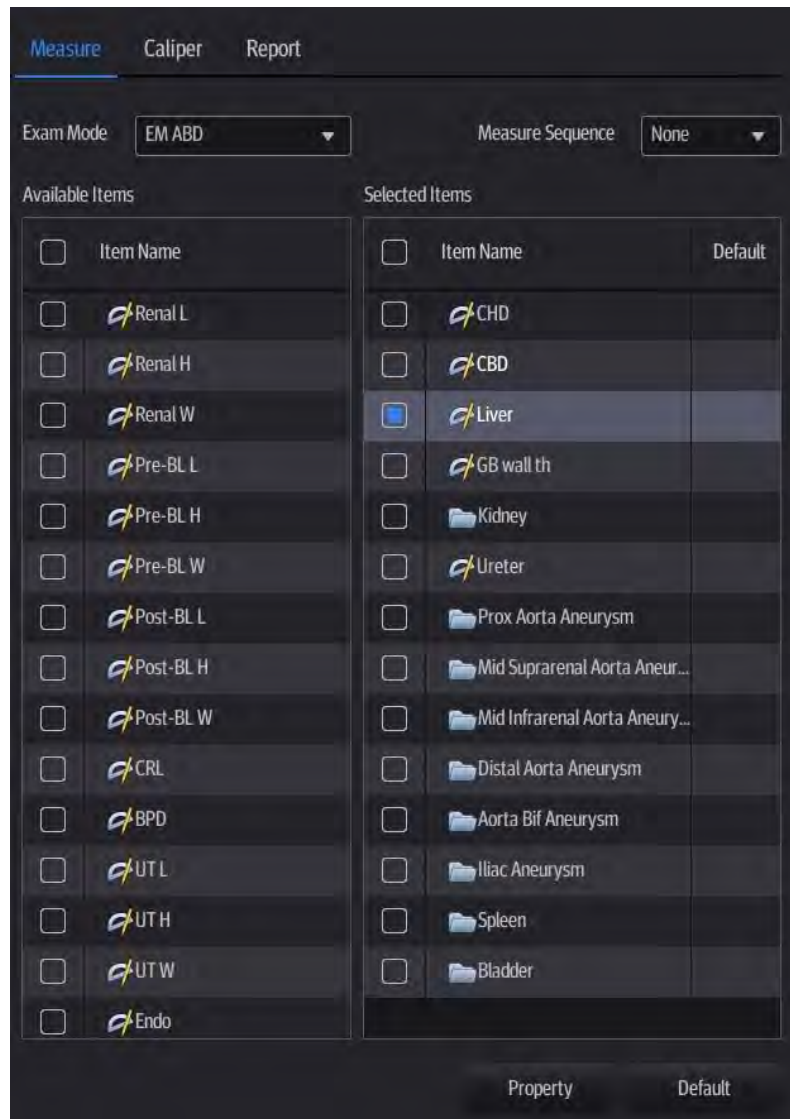 Measure Caliper Report
Exam Mode EM ABD Measure Sequence None
Available Items Selected Items
Item Name Item Name Default
Renal L CHD
Renal H CBD
Renal W Liver
Pre-BL L GB wall th
Pre-BL H Kidney
Pre-BL W Ureter
Post-BL L Prox Aorta Aneurysm
Post-BL H Mid Suprarenal Aorta Aneur...
Post-BL W Mid Infrarenal Aorta Aneury...
CRL Distal Aorta Aneurysm
BPD Aorta Bif Aneurysm
UT L Iliac Aneurysm
UT H Spleen
UT W Bladder
Endo
Property Default